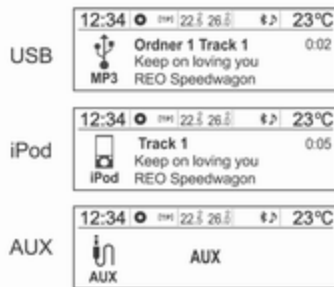 USB
12:34 22.5 26.5 23°C
Ordner 1 Track 1 0:02
Keep on loving you
MP3 REO Speedwagon
iPod
12:34 22.5 26.5 23°C
Track 1 0:05
Keep on loving you
iPod REO Speedwagon
AUX
12:34 22.5 26.5 23°C
AUX
AUX